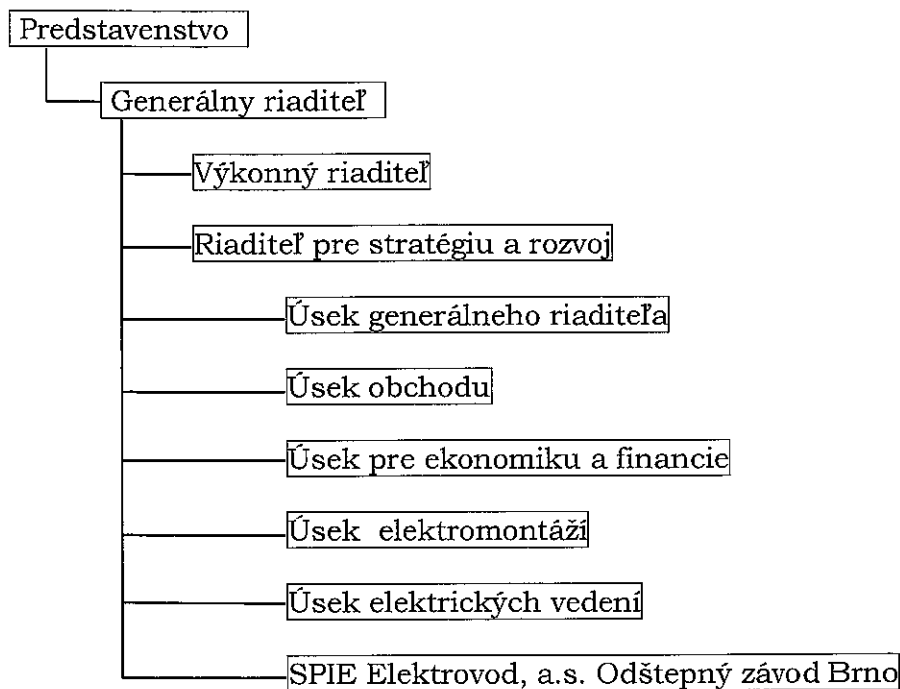 Predstavenstvo
Generálny riaditeľ
Výkonný riaditeľ
Riaditeľ pre stratégiu a rozvoj
Úsek generálneho riaditeľa
Úsek obchodu
Úsek pre ekonomiku a financie
Úsek elektromontáží
Úsek elektrických vedení
SPIE Elektrovod, a.s. Odštepný závod Brno